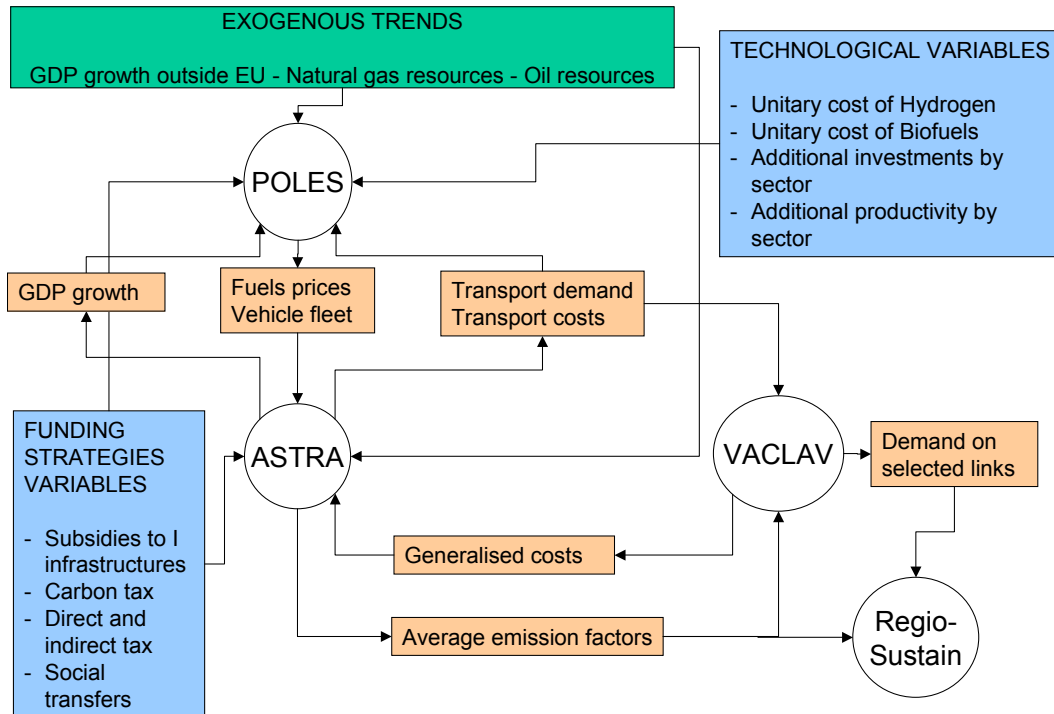 EXOGENOUS TRENDS
GDP growth outside EU - Natural gas resources - Oil resources
TECHNOLOGICAL VARIABLES
- Unitary cost of Hydrogen
- Unitary cost of Biofuels
- Additional investments by
sector
- Additional productivity by
sector
POLES
GDP growth
Fuels prices
Vehicle fleet
Transport demand
Transport costs
FUNDING
STRATEGIES
VARIABLES
- Subsidies to I
infrastructures
- Carbon tax
- Direct and
indirect tax
- Social
transfers
ASTRA
VACLAV
Demand on
selected links
Generalised costs
Average emission factors
Regio-
Sustain